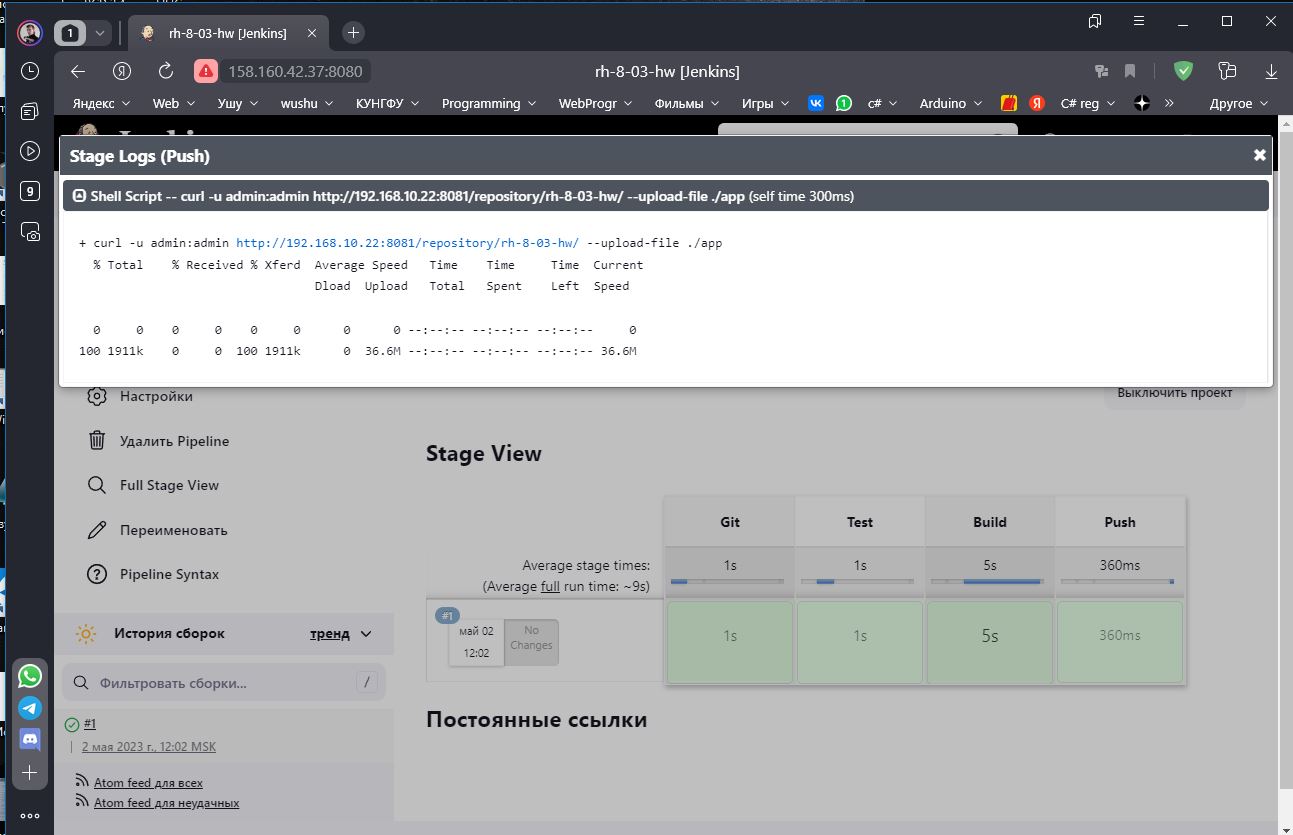 1
rh-8-03-hw [Jenkins]
158.160.42.37:8080
rh-8-03-hw [Jenkins]
Яндекс
Web
Ушу
wushu
КУНГФУ
Programming
WebProgr
Фильмы
Игры
1
c#
Arduino
Я
C# reg
»
Другое
9
Stage Logs (Push)
Shell Script -- curl -u admin:admin http://192.168.10.22:8081/repository/rh-8-03-hw/ --upload-file ./app (self time 300ms)
+ curl -u admin:admin http://192.168.10.22:8081/repository/rh-8-03-hw/ --upload-file ./app
% Total % Received % Xferd Average Speed Time Time Time Current
Dload Upload Total Spent Left Speed
0 0 0 0 0 0 0 0 --:--:-- --:--:-- --:--:-- 0
100 1911k 0 0 100 1911k 0 36.6M --:--:-- --:--:-- --:--:-- 36.6M
Настройки
Выключить проект
Удалить Pipeline
Full Stage View
Переименовать
Pipeline Syntax
История сборок
тренд
Фильтровать сборки...
/
#1
2 мая 2023 г., 12:02 MSK
Atom feed для всех
Atom feed для неудачных
Stage View
Git Test Build Push
Average stage times: 1s 1s 5s 360ms
(Average full run time: ~9s)
#1
май 02
12:02
No
Changes
1s 1s 5s 360ms
Постоянные ссылки